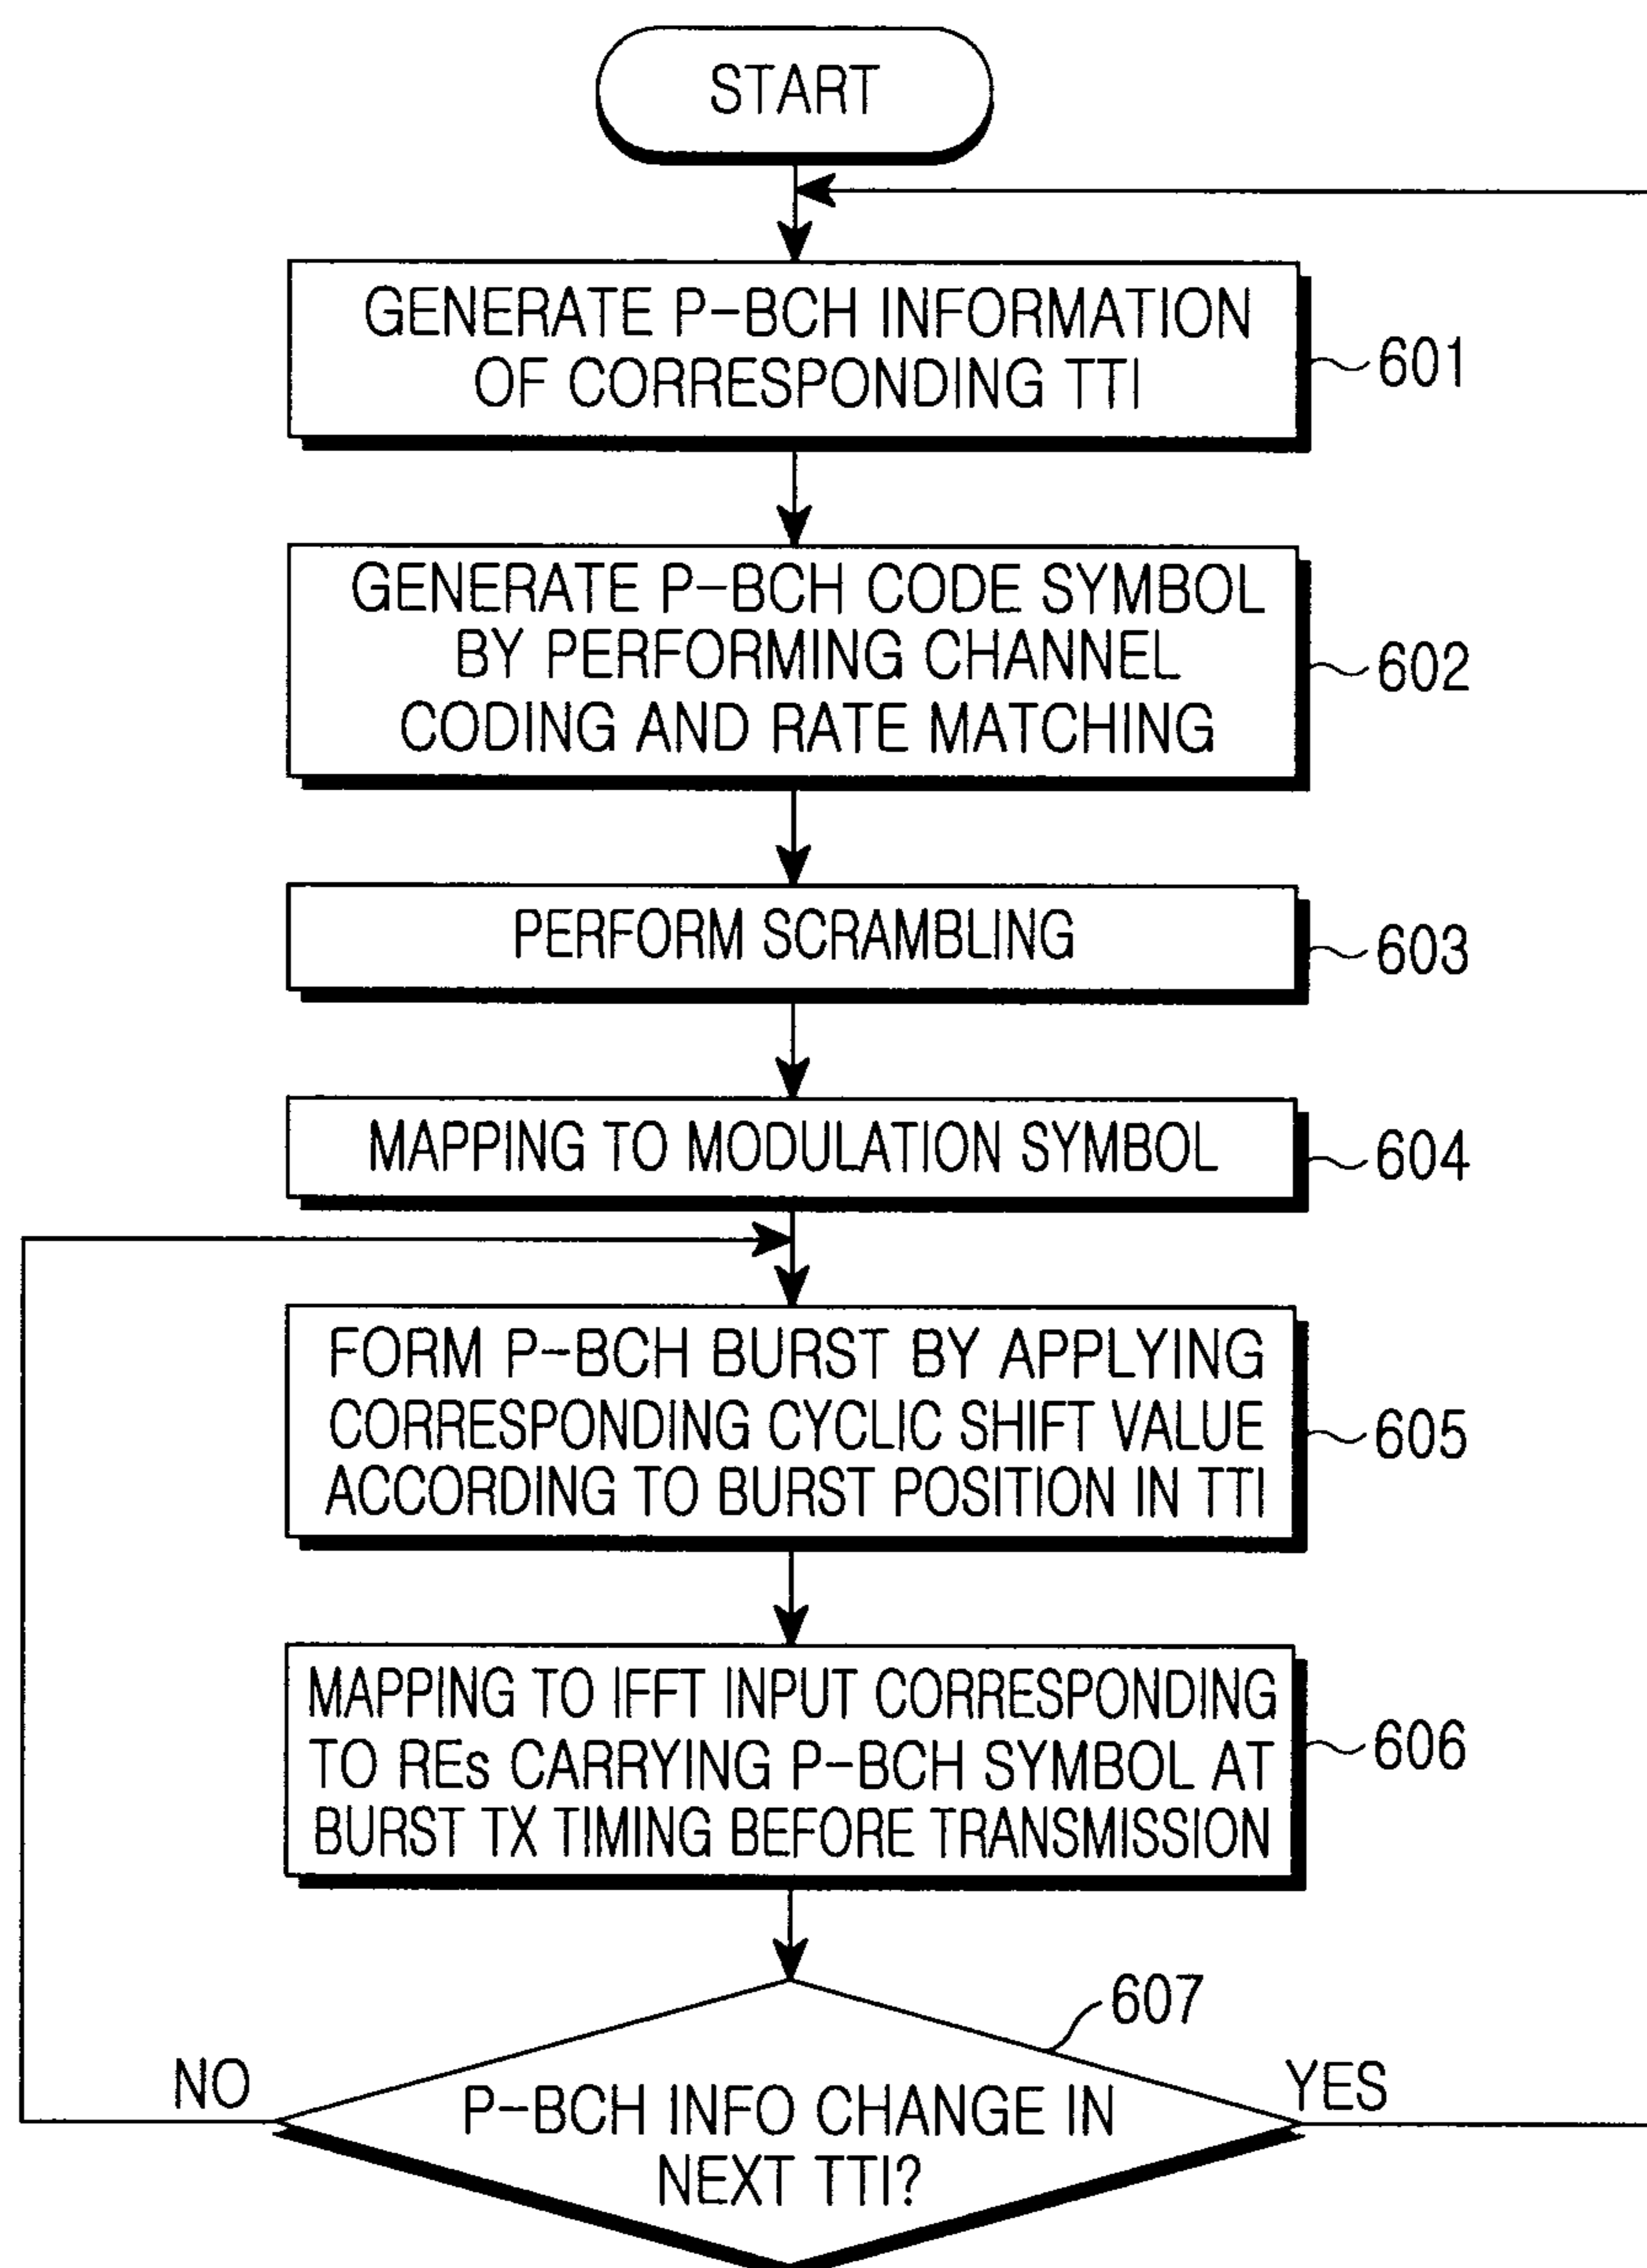 START
GENERATE P-BCH INFORMATION
OF CORRESPONDING TTI
601
GENERATE P-BCH CODE SYMBOL
BY PERFORMING CHANNEL
CODING AND RATE MATCHING
602
PERFORM SCRAMBLING
603
MAPPING TO MODULATION SYMBOL
604
FORM P-BCH BURST BY APPLYING
CORRESPONDING CYCLIC SHIFT VALUE
ACCORDING TO BURST POSITION IN TTI
605
MAPPING TO IFFT INPUT CORRESPONDING
TO REs CARRYING P-BCH SYMBOL AT
BURST TX TIMING BEFORE TRANSMISSION
606
607
NO
YES
P-BCH INFO CHANGE IN
NEXT TTI?